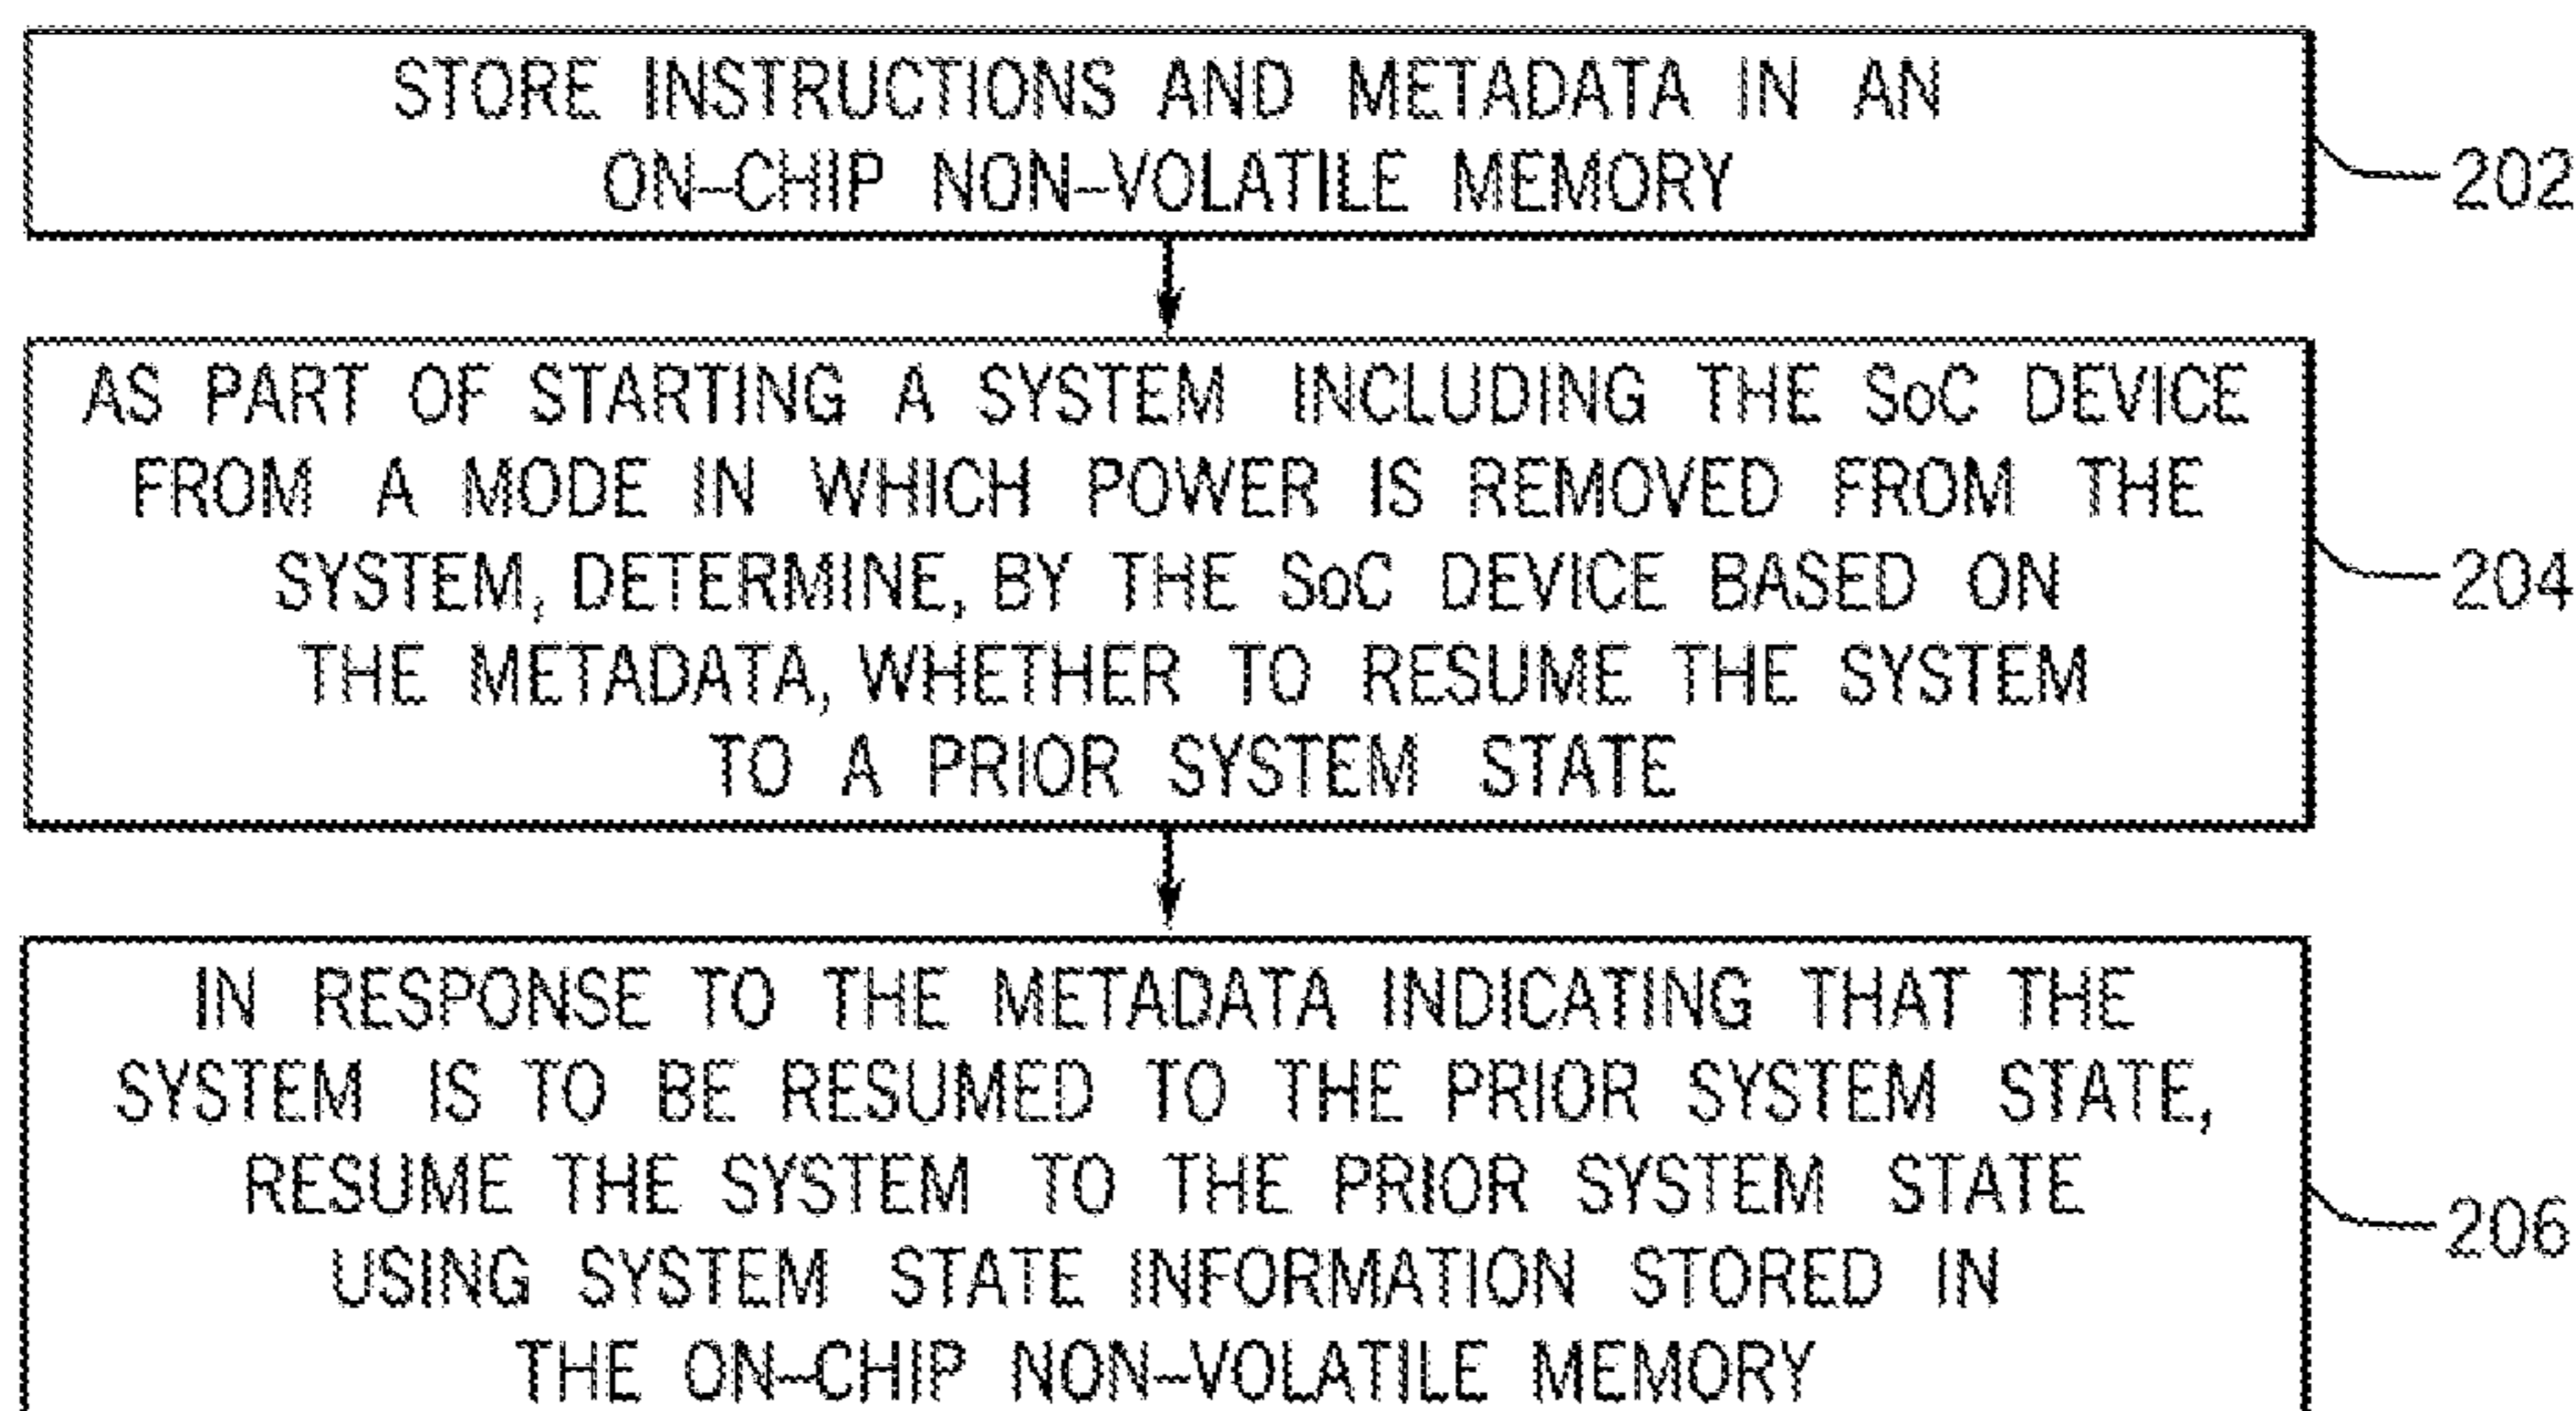 STORE INSTRUCTIONS AND METADATA IN AN
ON-CHIP NON-VOLATILE MEMORY
202
AS PART OF STARTING A SYSTEM INCLUDING THE SoC DEVICE
FROM A MODE IN WHICH POWER IS REMOVED FROM THE
SYSTEM, DETERMINE, BY THE SoC DEVICE BASED ON
THE METADATA, WHETHER TO RESUME THE SYSTEM
TO A PRIOR SYSTEM STATE
204
IN RESPONSE TO THE METADATA INDICATING THAT THE
SYSTEM IS TO BE RESUMED TO THE PRIOR SYSTEM STATE,
RESUME THE SYSTEM TO THE PRIOR SYSTEM STATE
USING SYSTEM STATE INFORMATION STORED IN
THE ON-CHIP NON-VOLATILE MEMORY
206